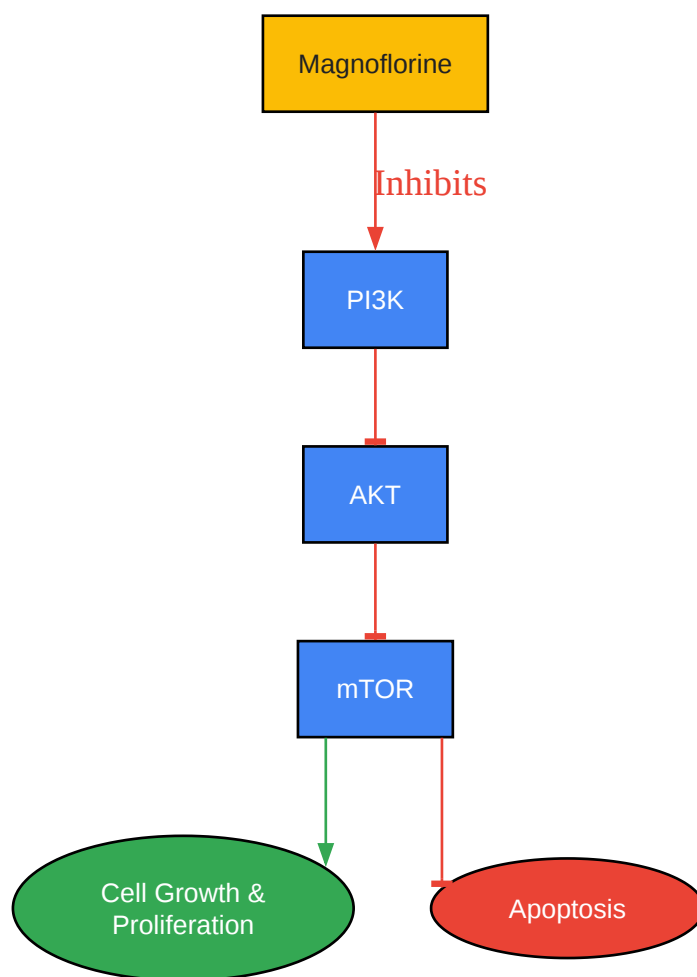 Magnoflorine
Inhibits
PI3K
AKT
mTOR
Cell Growth &
Proliferation
Apoptosis